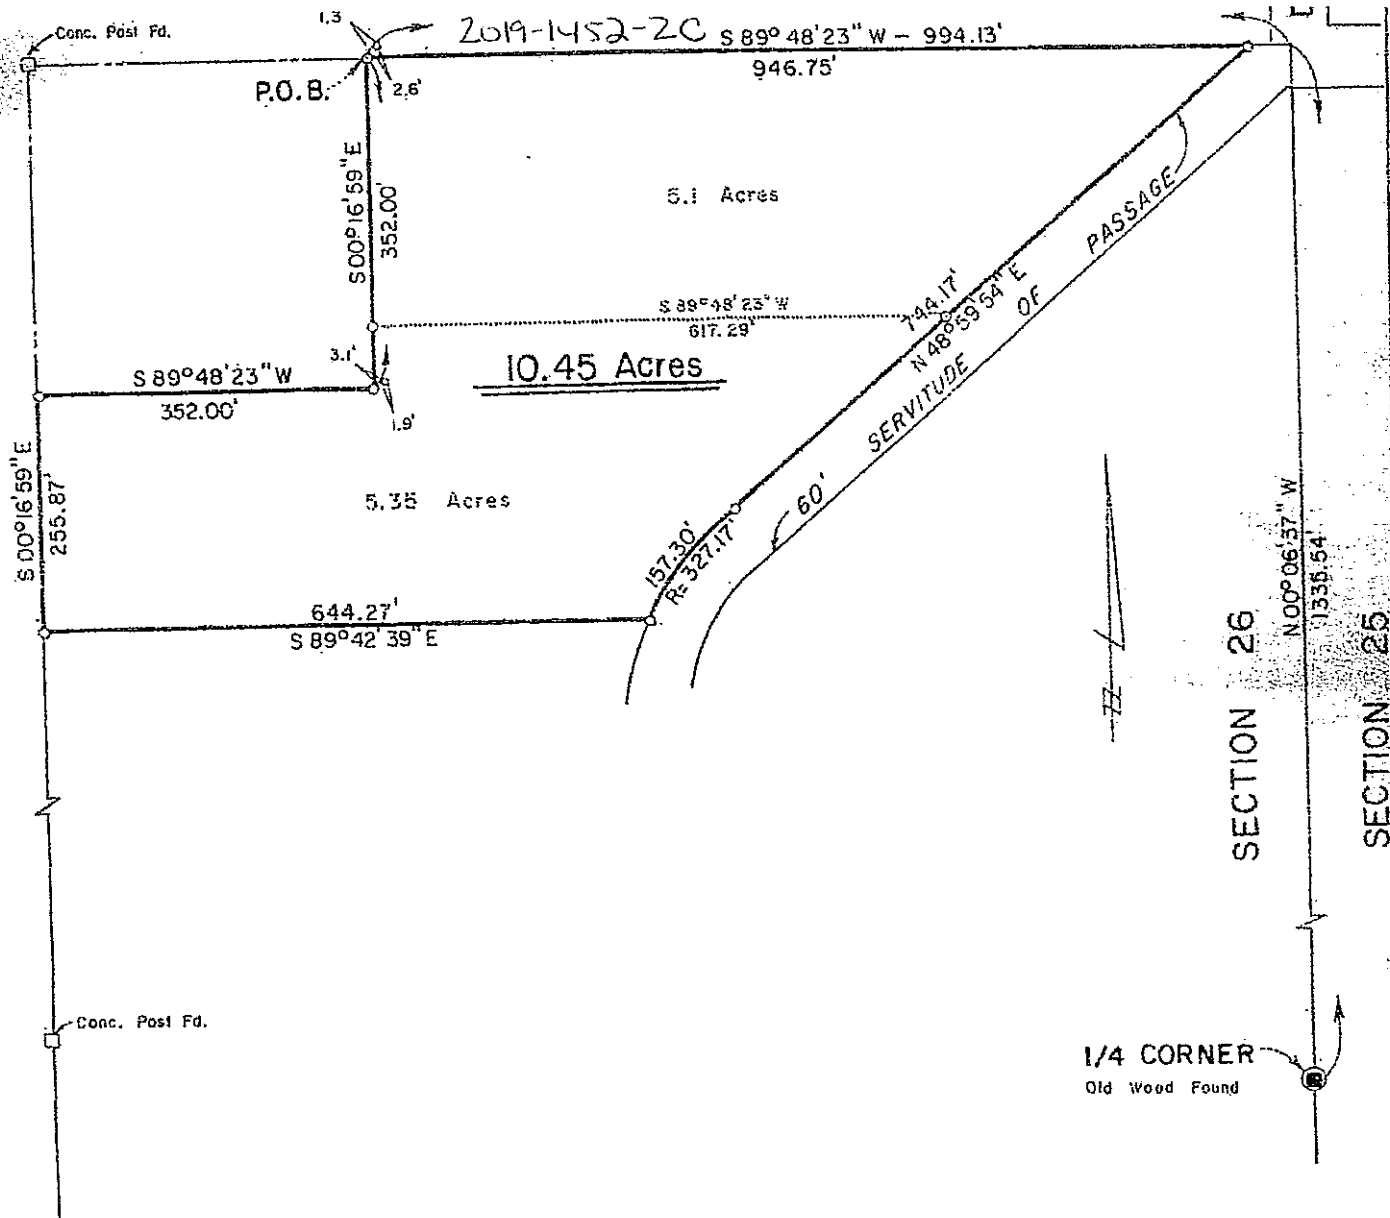 1.3
2019-1452-ZC
S 89° 48' 23" W - 994.13'
Conc. Post Fd.
946.75'
P.O.B.
2.6'
S 00° 16' 59" E
352.00'
5.1 Acres
PASSAGE
S 89° 48' 23" W
617.29'
744.17'
N 48° 59' 54" E
OF
3.1'
10.45 Acres
S 89° 48' 23" W
352.00'
1.9'
SERVITUDE
S 00° 16' 59" E
255.87'
5.35 Acres
60'
157.30'
R= 327.17'
N 00° 06' 37" W
1335.54'
644.27'
S 89° 42' 39" E
SECTION 26
SECTION 25
Conc. Post Fd.
1/4 CORNER
Old Wood Found